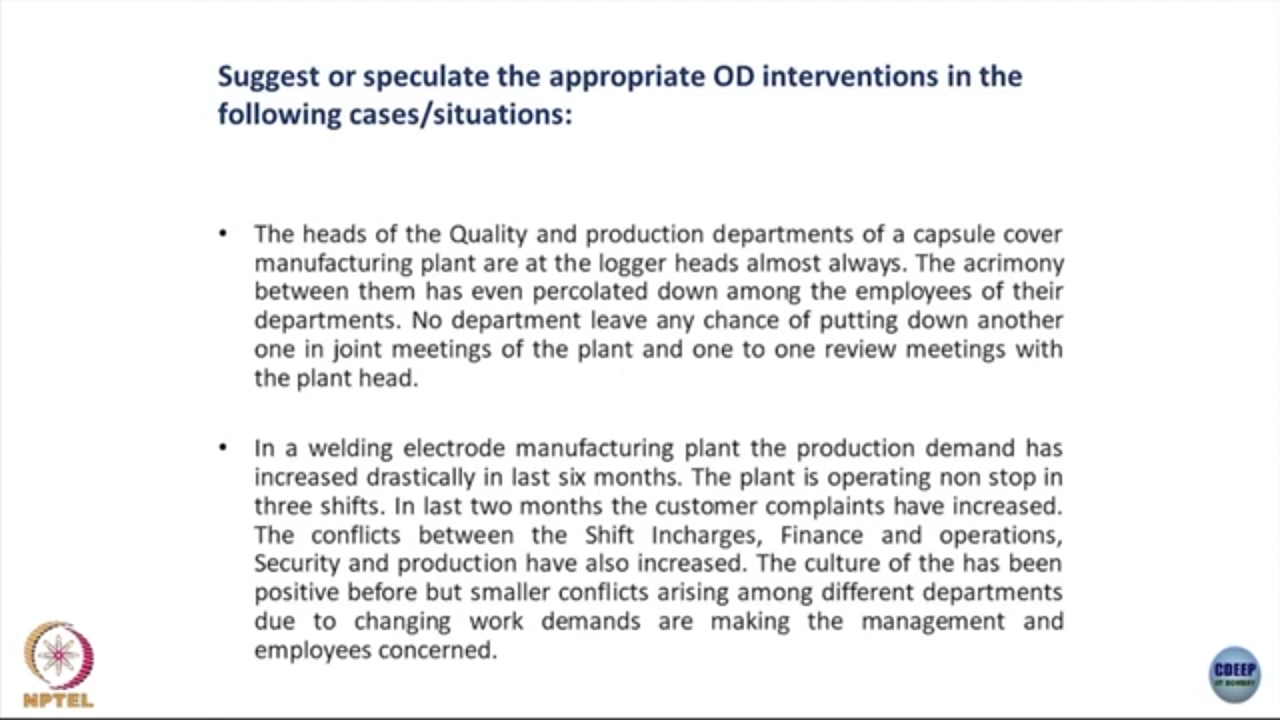 Suggest or speculate the appropriate OD interventions in the
following cases/situations:
• The heads of the Quality and production departments of a capsule cover
manufacturing plant are at the logger heads almost always. The acrimony
between them has even percolated down among the employees of their
departments. No department leave any chance of putting down another
one in joint meetings of the plant and one to one review meetings with
the plant head.
• In a welding electrode manufacturing plant the production demand has
increased drastically in last six months. The plant is operating non stop in
three shifts. In last two months the customer complaints have increased.
The conflicts between the Shift Incharges, Finance and operations,
Security and production have also increased. The culture of the has been
positive before but smaller conflicts arising among different departments
due to changing work demands are making the management and
employees concerned.
NPTEL
CDEEP
IIT BOMBAY